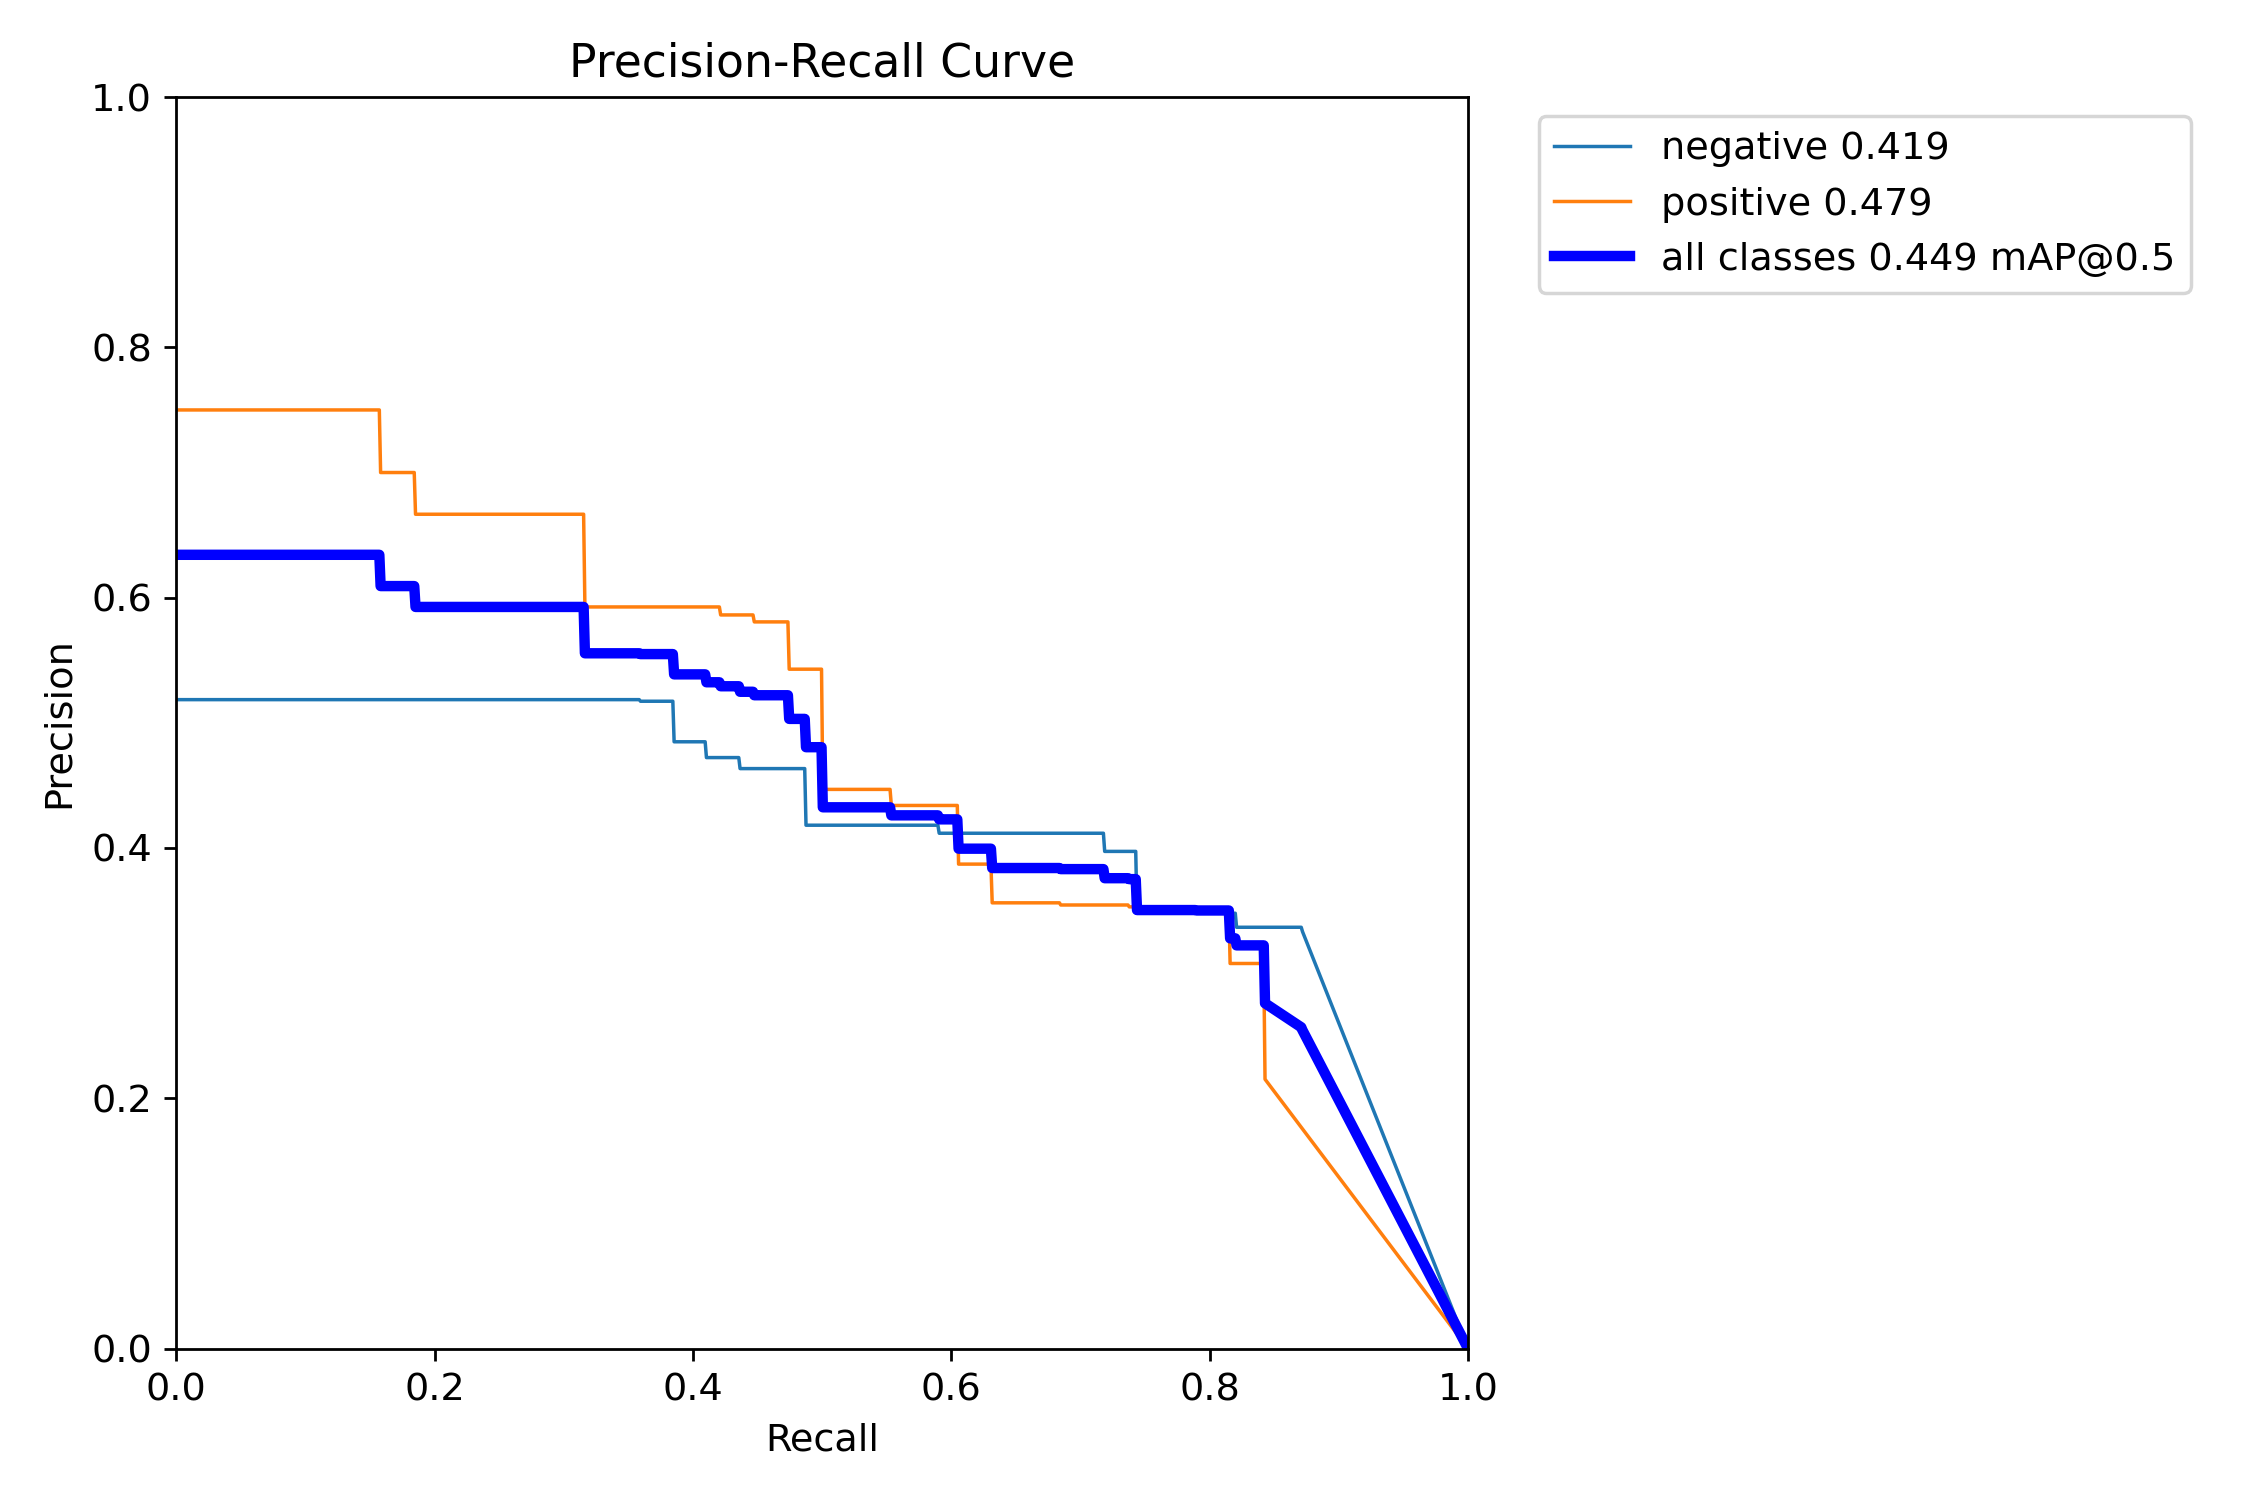 Precision-Recall Curve
1.0
0.8
0.6
0.4
0.2
0.0
Precision
0.0 0.2 0.4 0.6 0.8 1.0
Recall
negative 0.419
positive 0.479
all classes 0.449 mAP@0.5